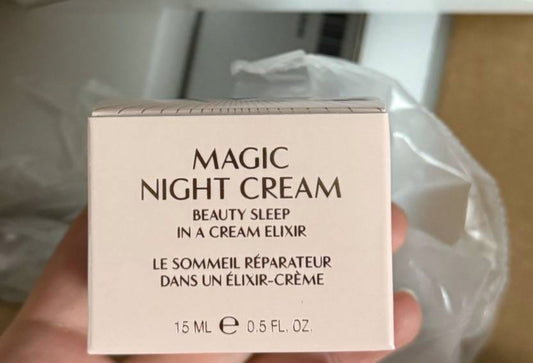 MAGIC
NIGHT CREAM
BEAUTY SLEEP
IN A CREAM ELIXIR
LE SOMMEIL RÉPARATEUR
DANS UN ÉLIXIR-CRÈME
15 ML ℮ 0.5 FL. OZ.